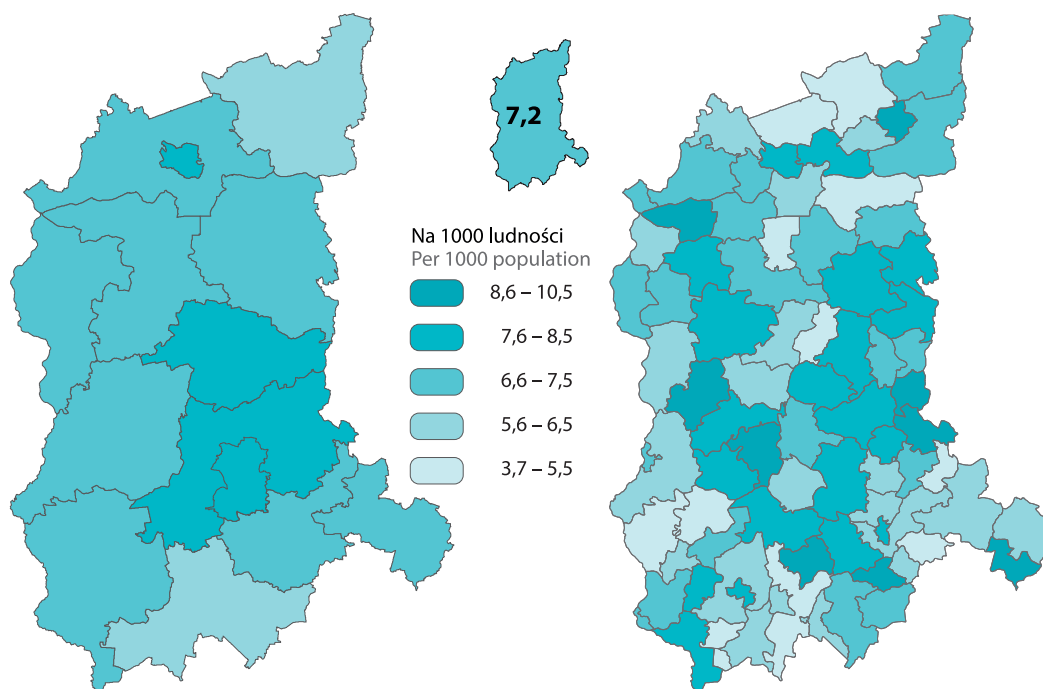 7,2
Na 1000 ludności
Per 1000 population
8,6 – 10,5
7,6 – 8,5
6,6 – 7,5
5,6 – 6,5
3,7 – 5,5